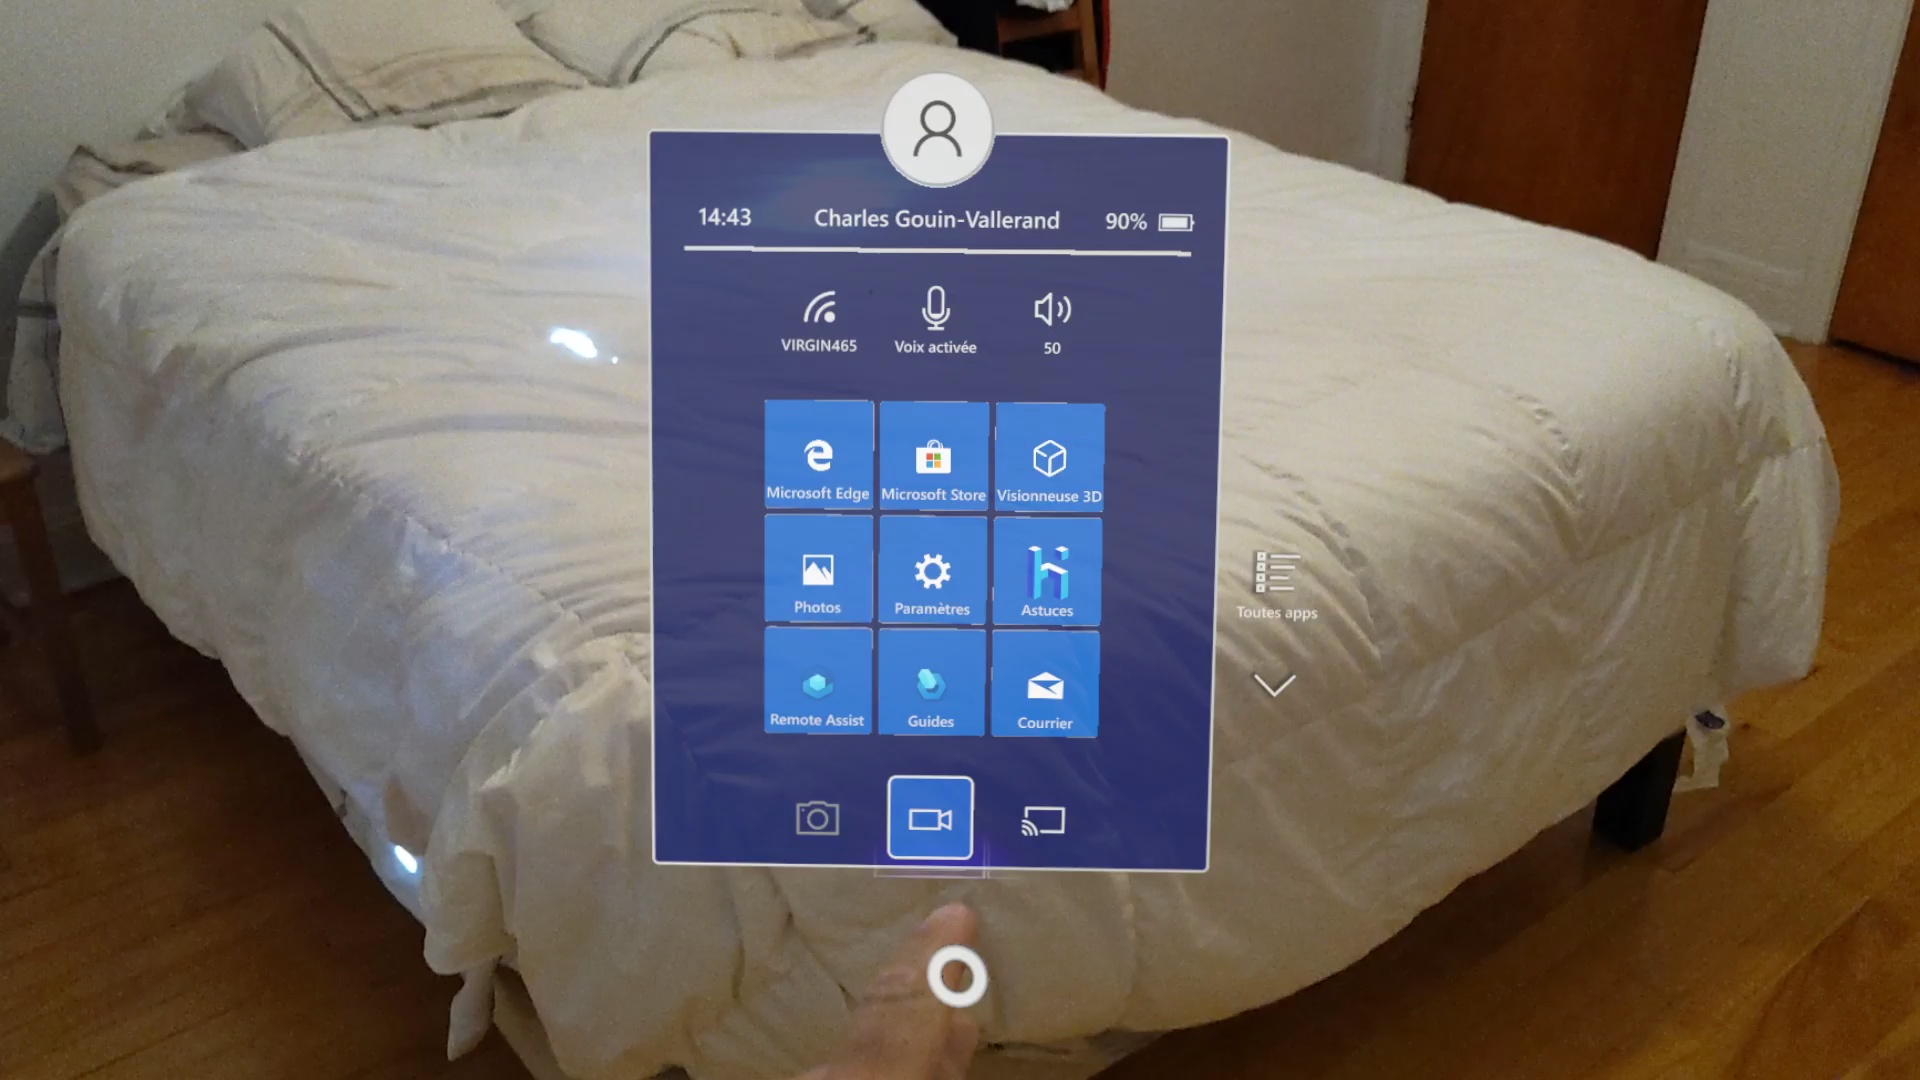 14:43
Charles Gouin-Vallerand
90%
VIRGIN465
Voix activée
50
Microsoft Edge
Microsoft Store
Visionneuse 3D
Photos
Paramètres
Astuces
Remote Assist
Guides
Courrier
Toutes apps